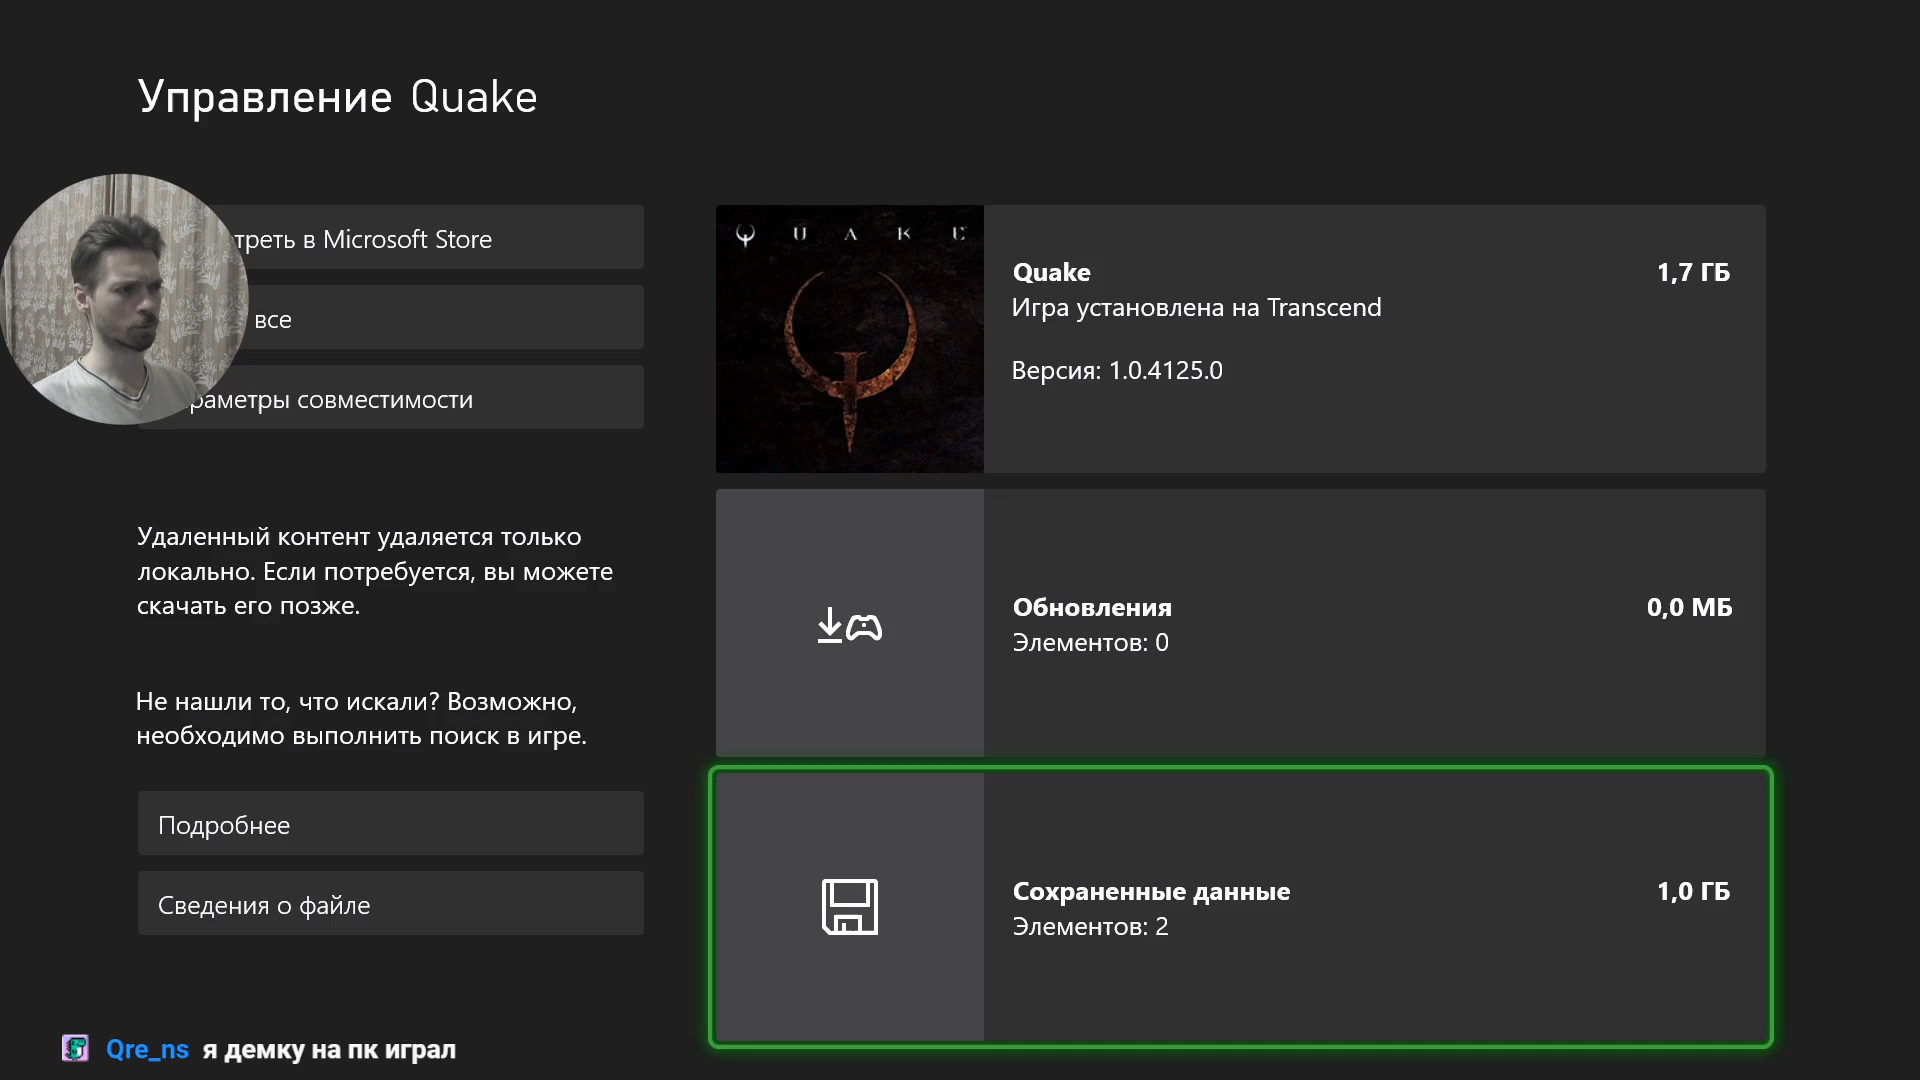 Управление Quake
треть в Microsoft Store
все
раметры совместимости
Удаленный контент удаляется только
локально. Если потребуется, вы можете
скачать его позже.
Не нашли то, что искали? Возможно,
необходимо выполнить поиск в игре.
Подробнее
Сведения о файле
QUAKE
Quake
1,7 ГБ
Игра установлена на Transcend
Версия: 1.0.4125.0
Обновления
0,0 МБ
Элементов: 0
Сохраненные данные
1,0 ГБ
Элементов: 2
Qre_ns я демку на пк играл